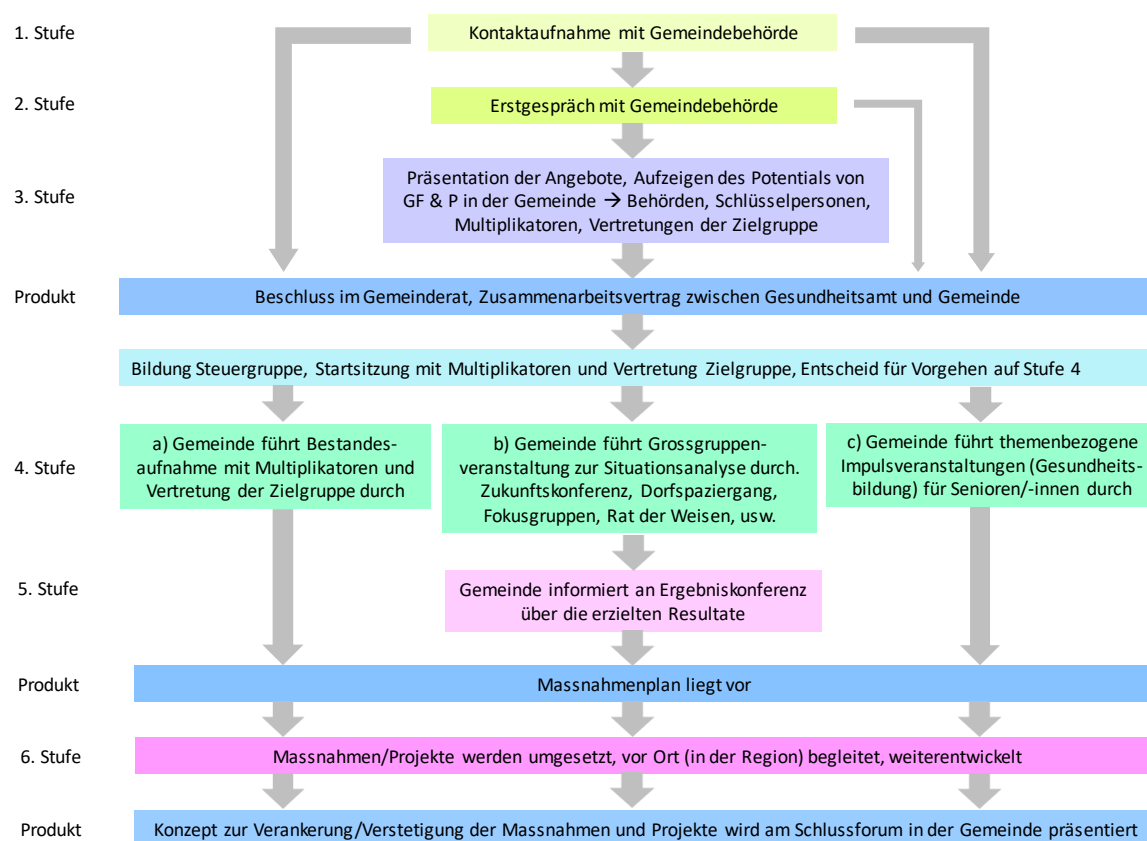 1. Stufe
Kontaktaufnahme mit Gemeindebehörde
2. Stufe
Erstgespräch mit Gemeindebehörde
3. Stufe
Präsentation der Angebote, Aufzeigen des Potentials von
GF & P in der Gemeinde → Behörden, Schlüsselpersonen,
Multiplikatoren, Vertretungen der Zielgruppe
Produkt
Beschluss im Gemeinderat, Zusammenarbeitsvertrag zwischen Gesundheitsamt und Gemeinde
Bildung Steuergruppe, Startsitzung mit Multiplikatoren und Vertretung Zielgruppe, Entscheid für Vorgehen auf Stufe 4
4. Stufe
a) Gemeinde führt Bestandes-
aufnahme mit Multiplikatoren und
Vertretung der Zielgruppe durch
b) Gemeinde führt Grossgruppen-
veranstaltung zur Situationsanalyse durch.
Zukunftskonferenz, Dorfspaziergang,
Fokusgruppen, Rat der Weisen, usw.
c) Gemeinde führt themenbezogene
Impulsveranstaltungen (Gesundheits-
bildung) für Senioren/-innen durch
5. Stufe
Gemeinde informiert an Ergebniskonferenz
über die erzielten Resultate
Produkt
Massnahmenplan liegt vor
6. Stufe
Massnahmen/Projekte werden umgesetzt, vor Ort (in der Region) begleitet, weiterentwickelt
Produkt
Konzept zur Verankerung/Verstetigung der Massnahmen und Projekte wird am Schlussforum in der Gemeinde präsentiert